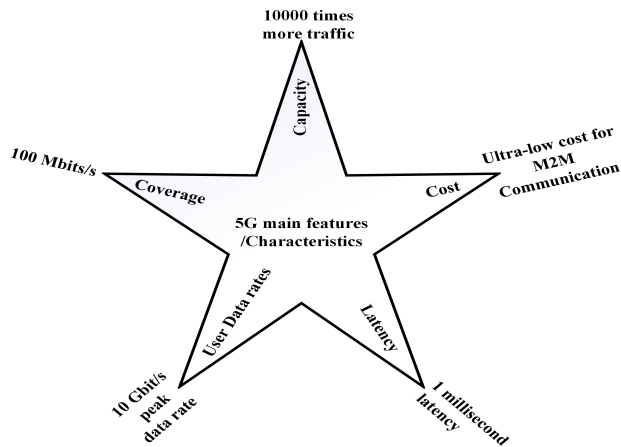 10000 times
more traffic
Capacity
100 Mbits/s
Coverage
Ultra-low cost for
M2M
Communication
Cost
5G main features
/Characteristics
User Data rates
Latency
10 Gbit/s
peak
data rate
1 millisecond
latency